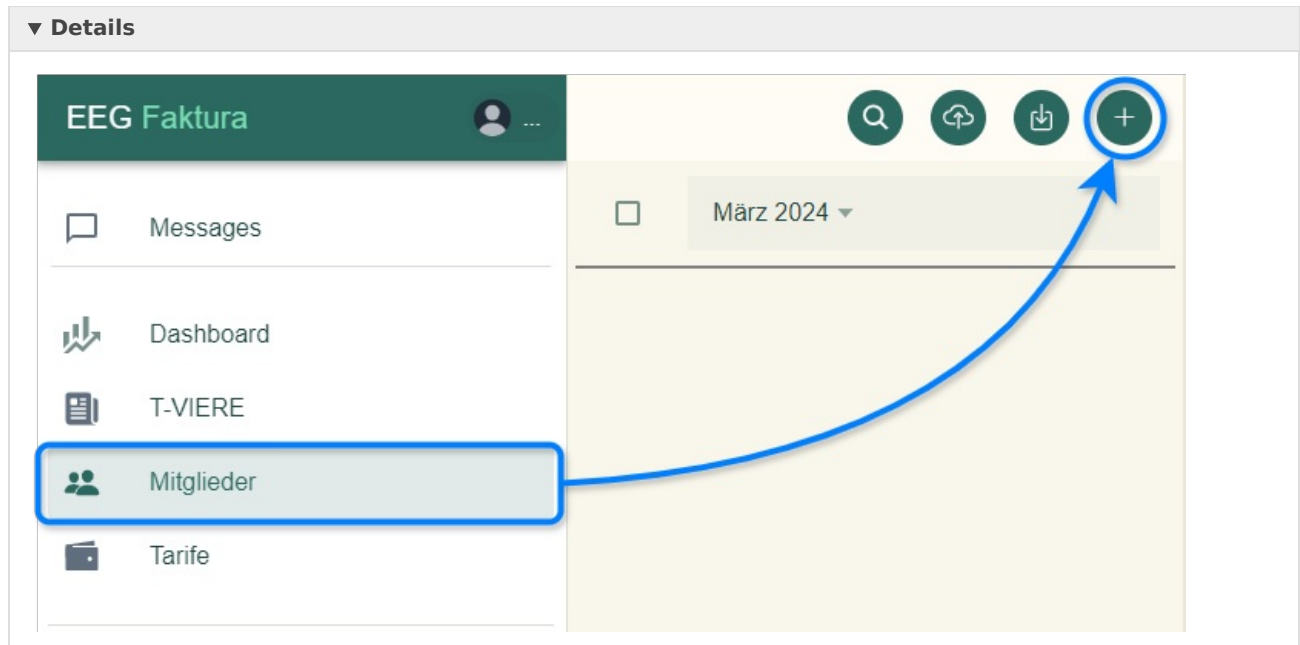 ▼ Details
EEG Faktura ...
März 2024
Messages
Dashboard
T-VIERE
Mitglieder
Tarife